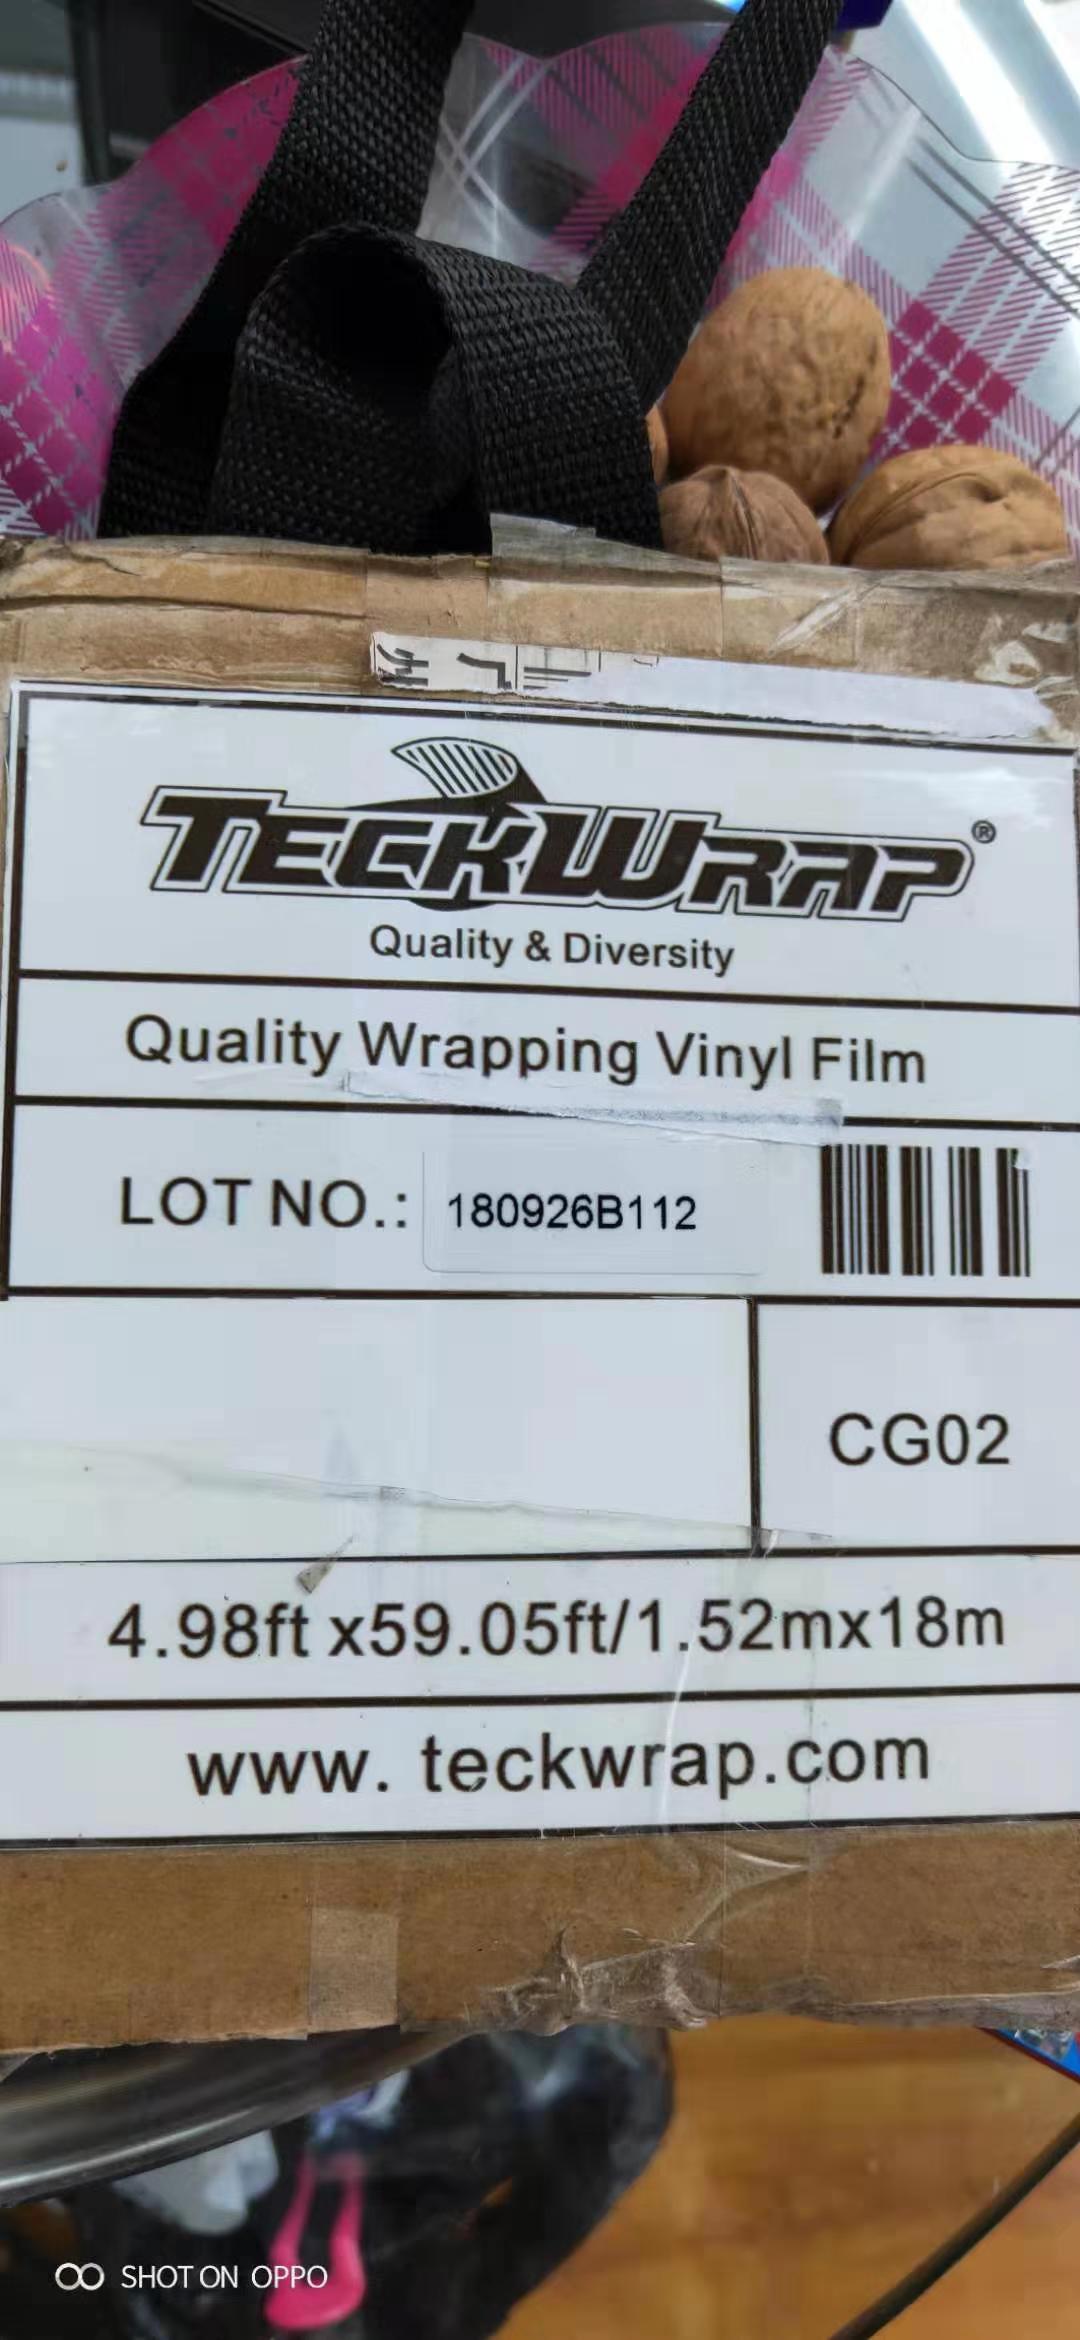 TECKWRAP®
Quality & Diversity
Quality Wrapping Vinyl Film
LOT NO.: 180926B112
CG02
4.98ft x59.05ft/1.52mx18m
www. teckwrap.com
SHOT ON OPPO